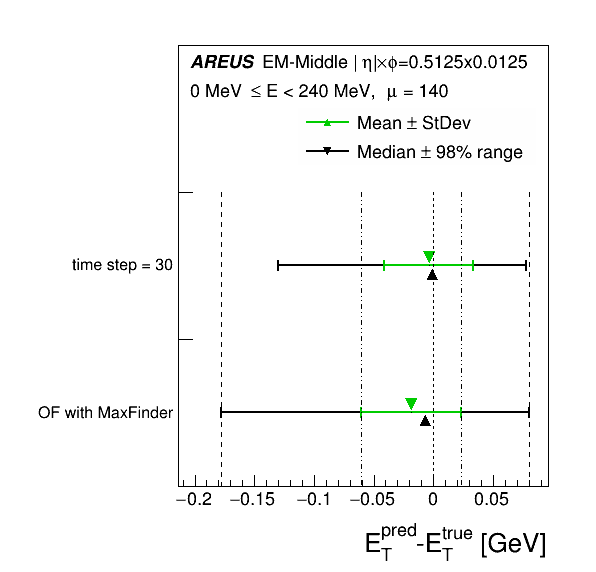 AREUS EM-Middle |η|×ϕ=0.5125x0.0125
0 MeV ≤ E < 240 MeV, μ = 140
Mean ± StDev
Median ± 98% range
time step = 30
OF with MaxFinder
−0.2 −0.15 −0.1 −0.05 0 0.05
E_T^pred-E_T^true [GeV]